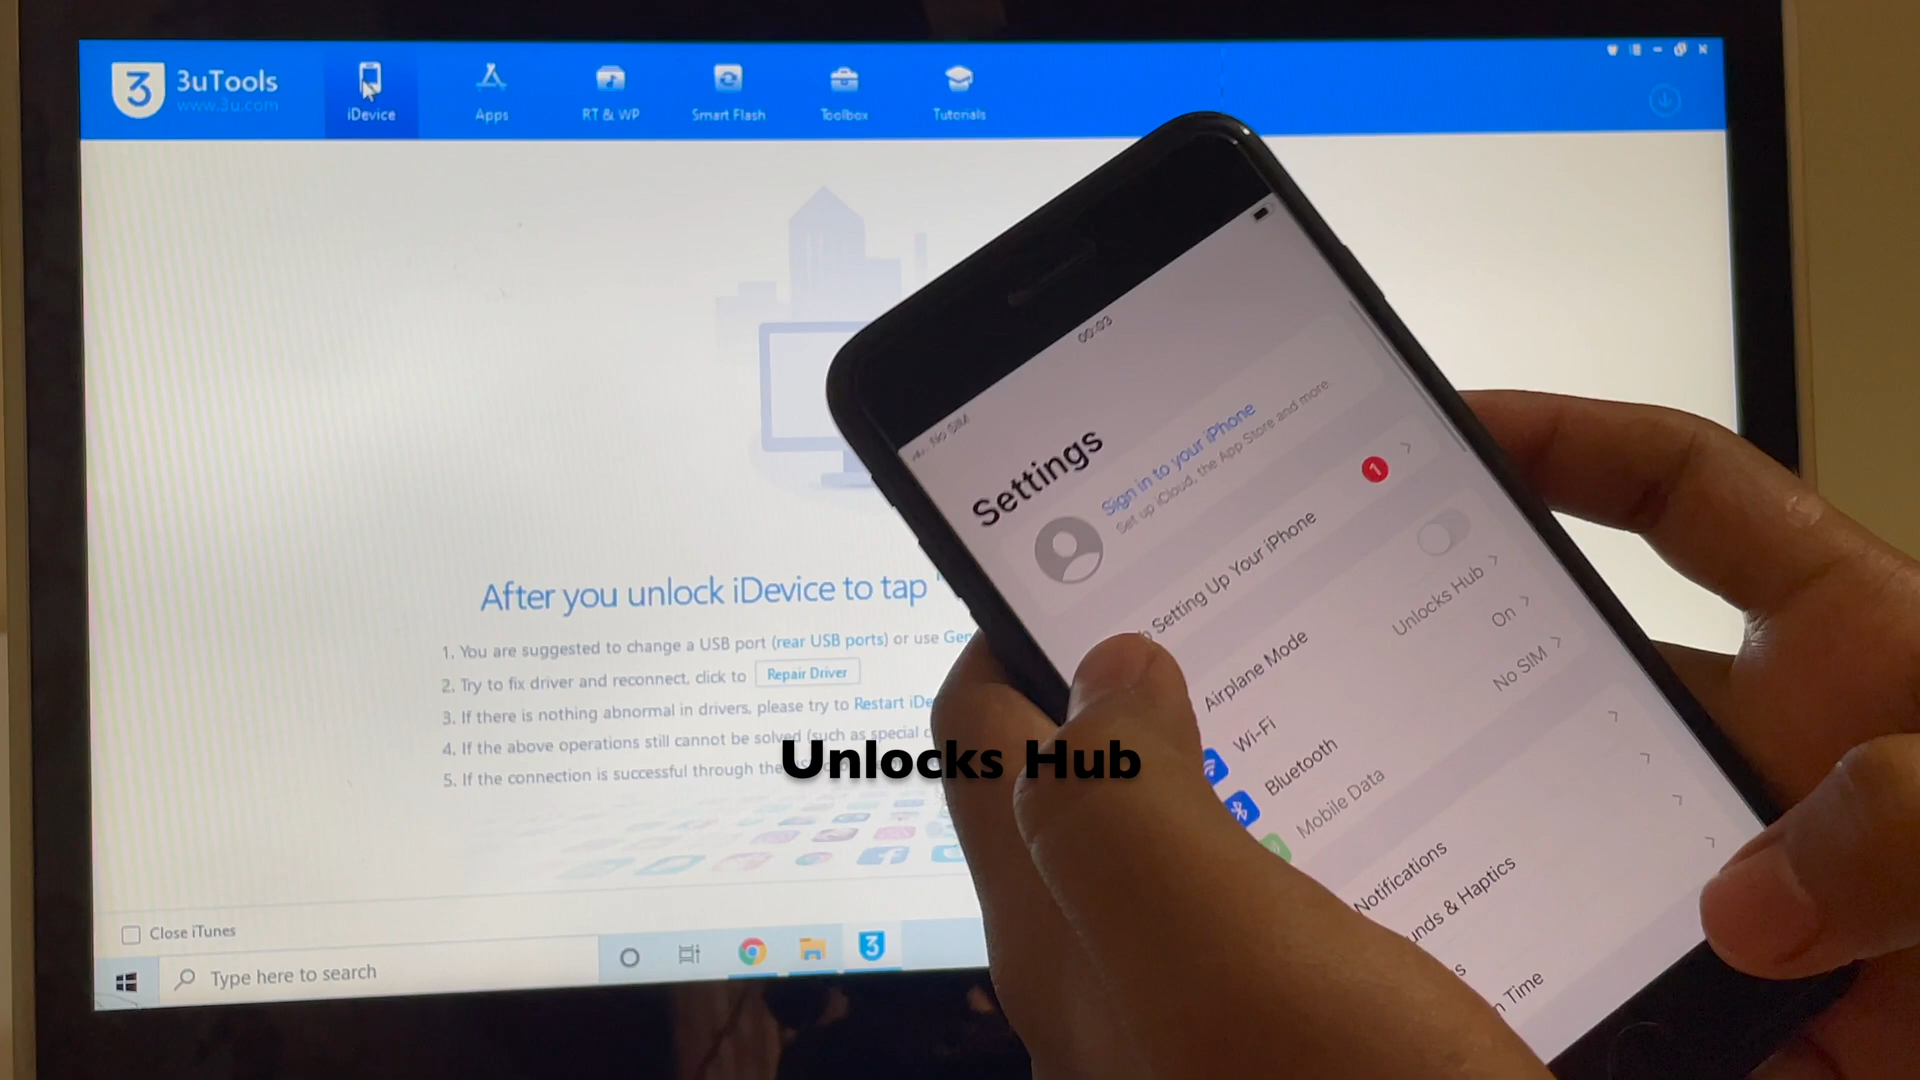 3 3uTools
www.3u.com
iDevice
Apps
RT & WP
Smart Flash
Toolbox
Tutorials
After you unlock iDevice to tap "
1. You are suggested to change a USB port (rear USB ports) or use Ger
2. Try to fix driver and reconnect, click to Repair Driver
3. If there is nothing abnormal in drivers, please try to Restart iDe
4. If the above operations still cannot be solved (such as special c
5. If the connection is successful through the
Close iTunes
Type here to search
3
No SIM
00:03
Settings
Sign in to your iPhone
Set up iCloud, the App Store and more.
Setting Up Your iPhone
1
Airplane Mode
Wi-Fi
Unlocks Hub
Bluetooth
On
Mobile Data
No SIM
Notifications
unds & Haptics
s
n Time
Unlocks Hub